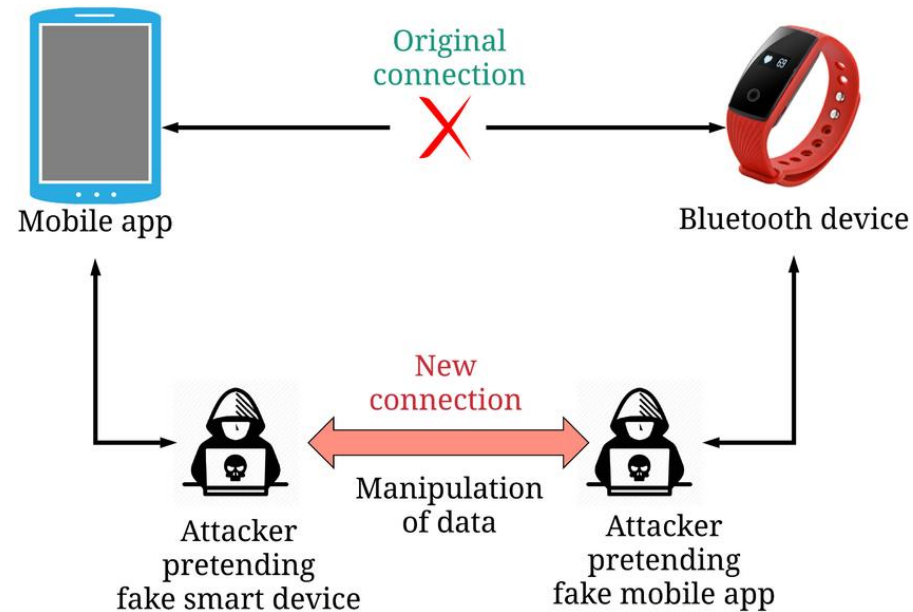 Original
connection
Mobile app
Bluetooth device
New
connection
Manipulation
of data
Attacker
pretending
fake smart device
Attacker
pretending
fake mobile app